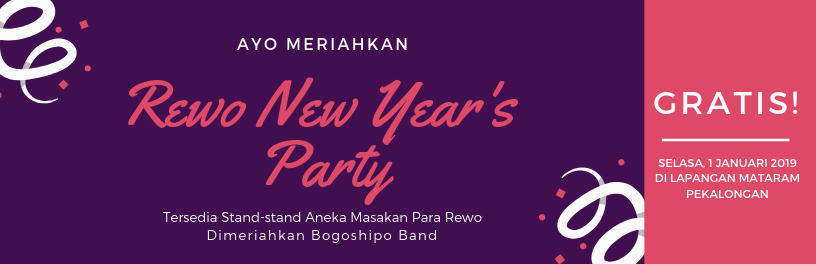 AYO MERIAHKAN
Rewo New Year's
Party
Tersedia Stand-stand Aneka Masakan Para Rewo
Dimeriahkan Bogoshipo Band
GRATIS!
SELASA, 1 JANUARI 2019
DI LAPANGAN MATARAM
PEKALONGAN